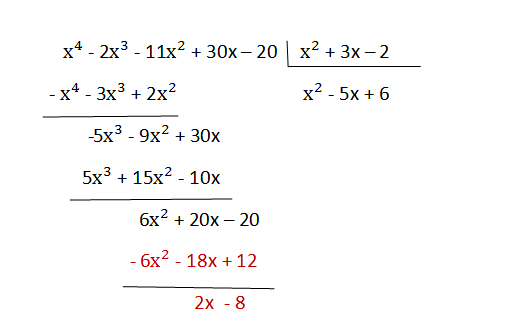 x⁴ - 2x³ - 11x² + 30x – 20 | x² + 3x – 2
- x⁴ - 3x³ + 2x² x² - 5x + 6
-5x³ - 9x² + 30x
5x³ + 15x² - 10x
6x² + 20x – 20
- 6x² - 18x + 12
2x - 8